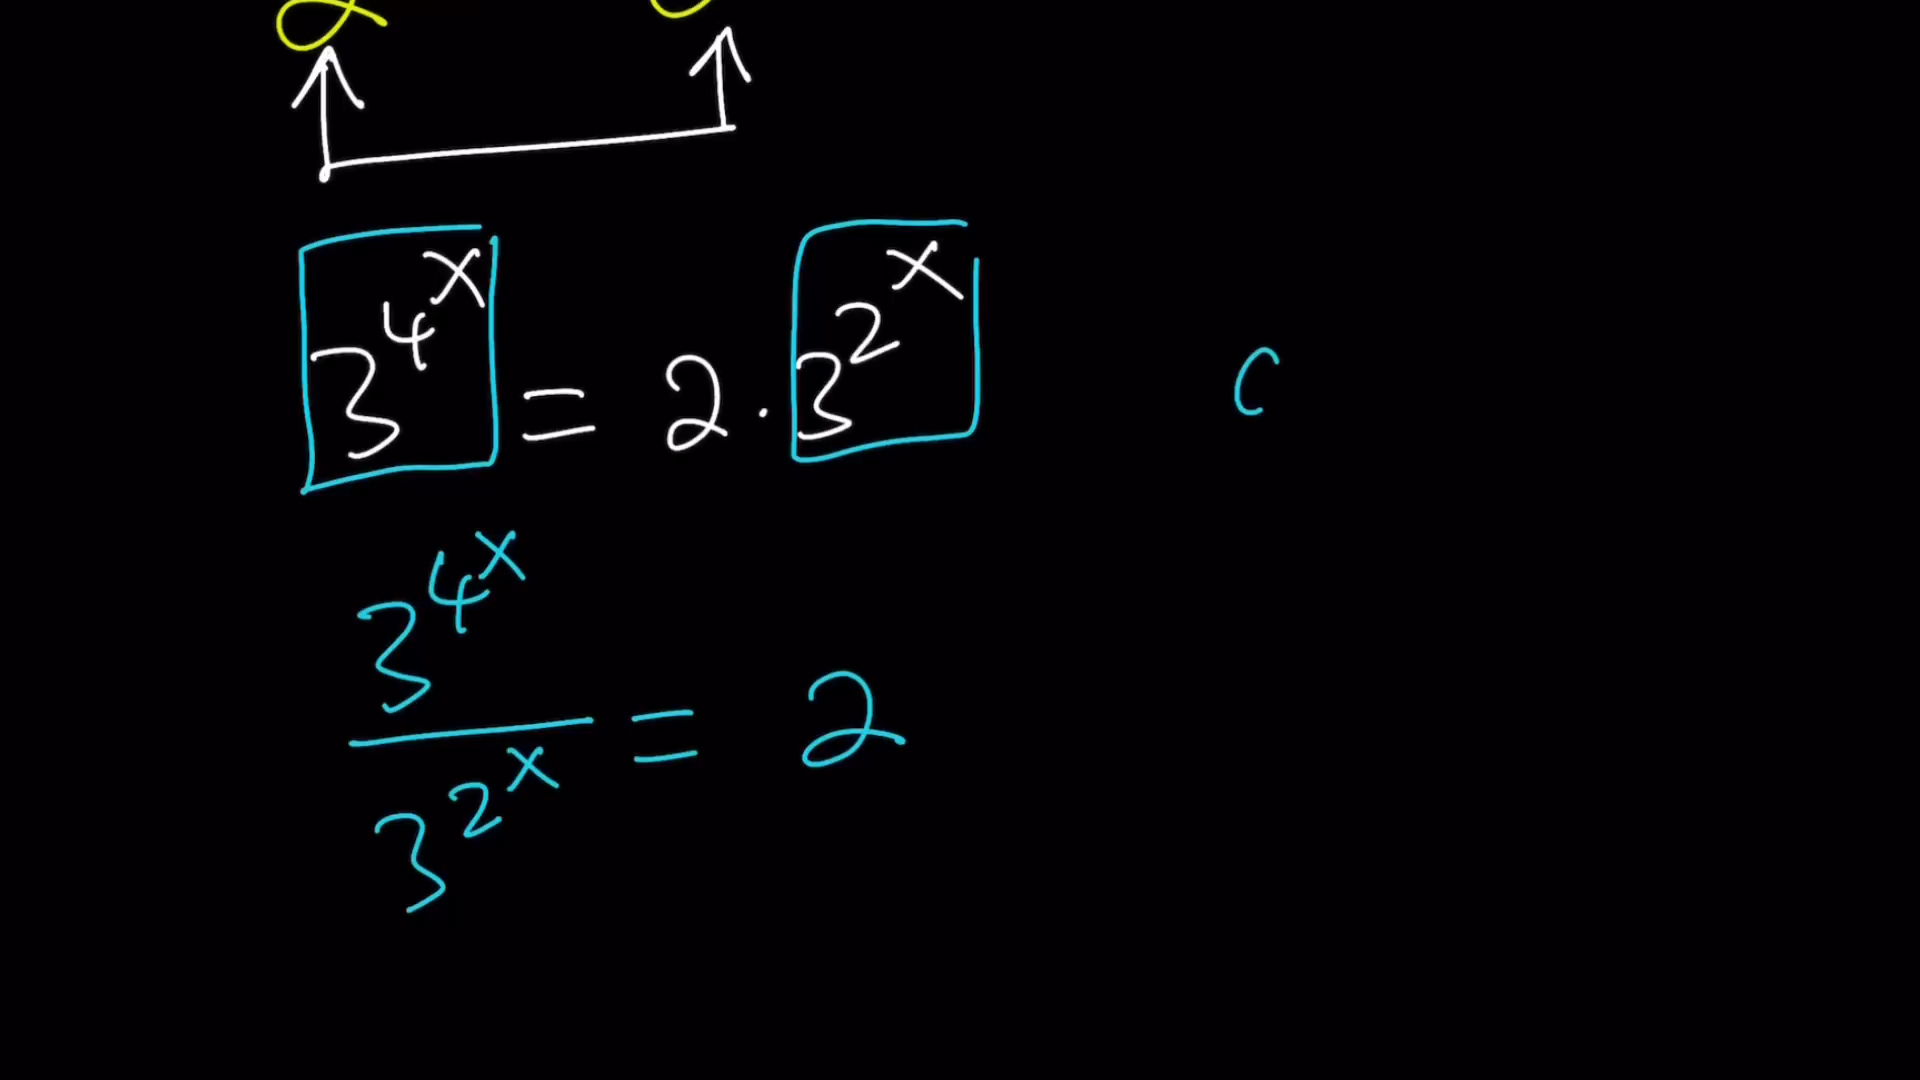 3^4^x = 2 · 3^2^x c
3^4^x / 3^2^x = 2